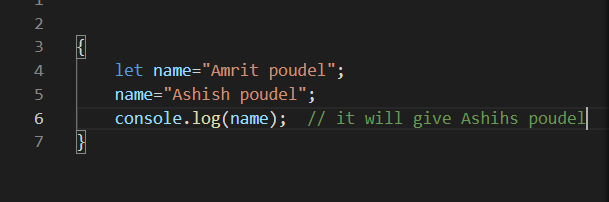 2
3 {
4 let name="Amrit poudel";
5 name="Ashish poudel";
6 console.log(name); // it will give Ashihs poudel
7 }